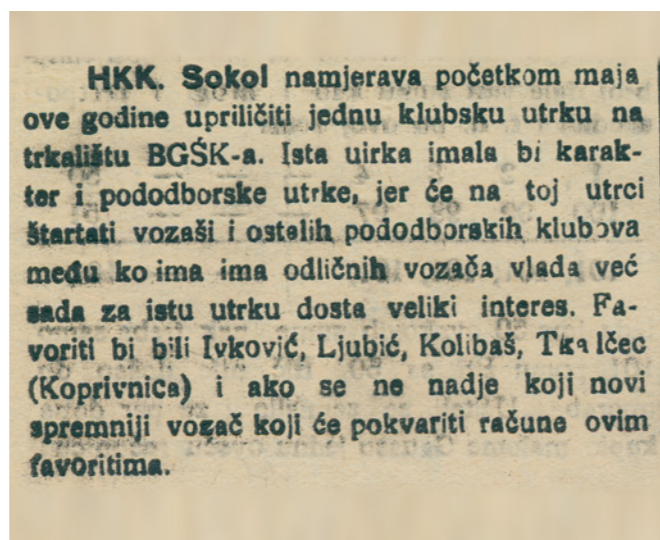 HKK. Sokol namjerava početkom maja
ove godine upriličiti jednu klubsku utrku na
trkalištu BGŚK-a. Ista uirka imala bi karak-
ter i pododborske utrke, jer će na toj utrci
štartati vozaši i ostalih pododborskih klubova
među ko ima ima odličnih vozača vlada već
sada za istu utrku dosta veliki interes. Fa-
voriti bi bili Ivković, Ljubić, Kolibaš, Tkalčec
(Koprivnica) i ako se ne nadje koji novi
spremniji vozač koji će pokvariti račune ovim
favoritima.